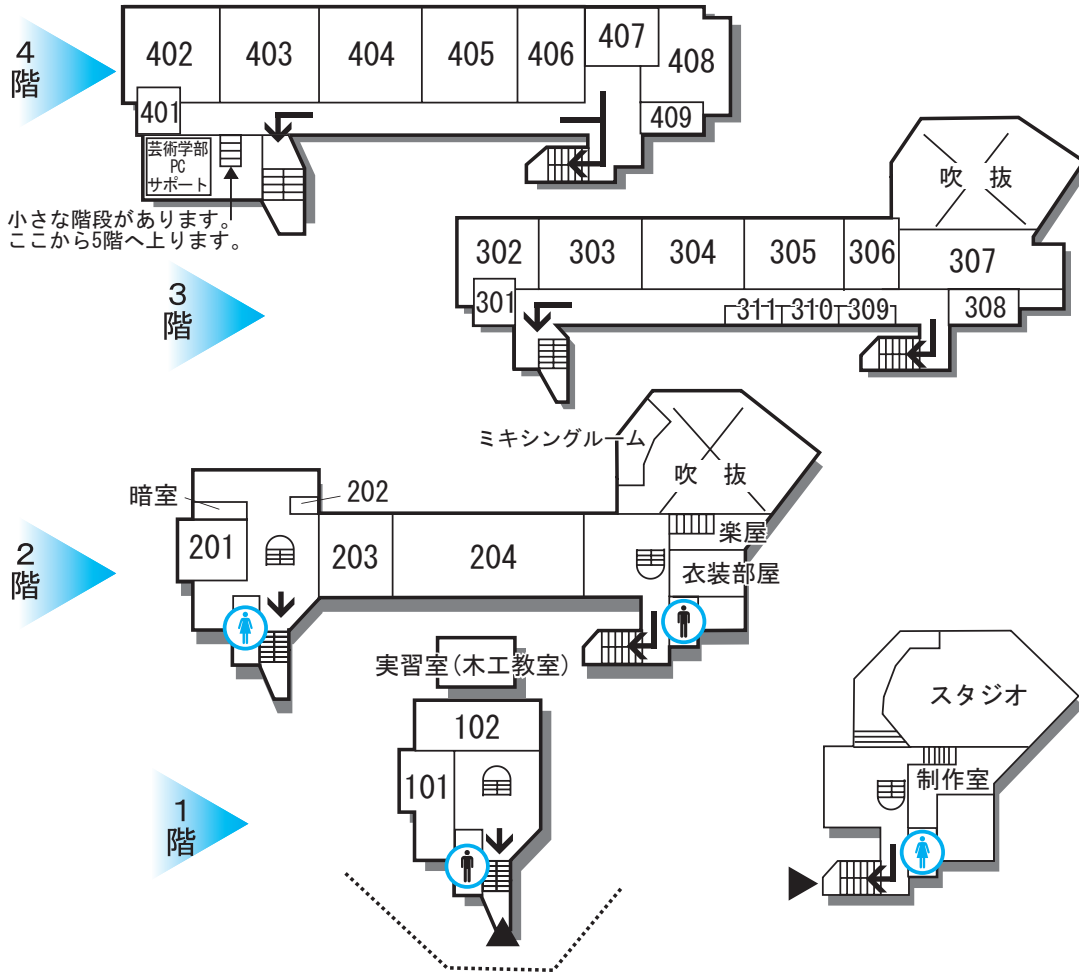 4
階
402
403
404
405
406
407
408
401
409
芸術学部
PC
サポート
小さな階段があります。
ここから5階へ上ります。
吹 抜
3
階
302
303
304
305
306
307
301
311
310
309
308
ミキシングルーム
吹 抜
2
階
暗室
202
201
203
204
楽屋
衣装部屋
実習室(木工教室)
スタジオ
1
階
102
101
制作室